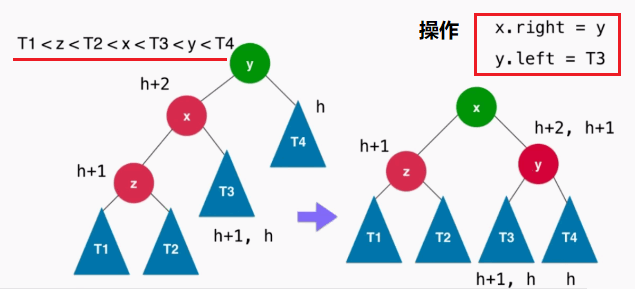 操作
x.right = y
y.left = T3
T1 < z < T2 < x < T3 < y < T4
y
h+2
h
x
T4
h+1
z
T3
T1
T2
h+1, h
x
h+2, h+1
h+1
z
y
T1
T2
T3
T4
h+1, h
h